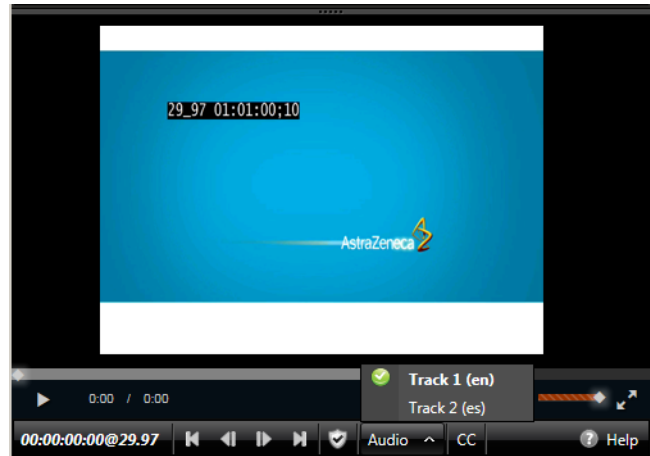 29_97 01:01:00;10
AstraZeneca
Track 1 (en)
Track 2 (es)
0:00 / 0:00
00:00:00:00@29.97
Audio
CC
? Help